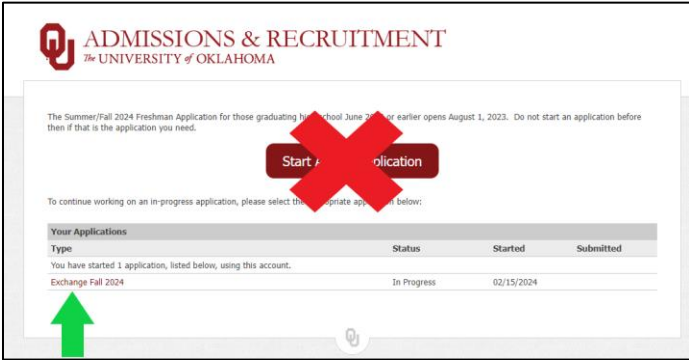 ADMISSIONS & RECRUITMENT
The UNIVERSITY of OKLAHOMA
The Summer/Fall 2024 Freshman Application for those graduating high school June or earlier opens August 1, 2023. Do not start an application before
then if that is the application you need.
Start plication
To continue working on an in-progress application, please select the appropriate below:
Your Applications
Type Status Started Submitted
You have started 1 application, listed below, using this account.
Exchange Fall 2024 In Progress 02/15/2024